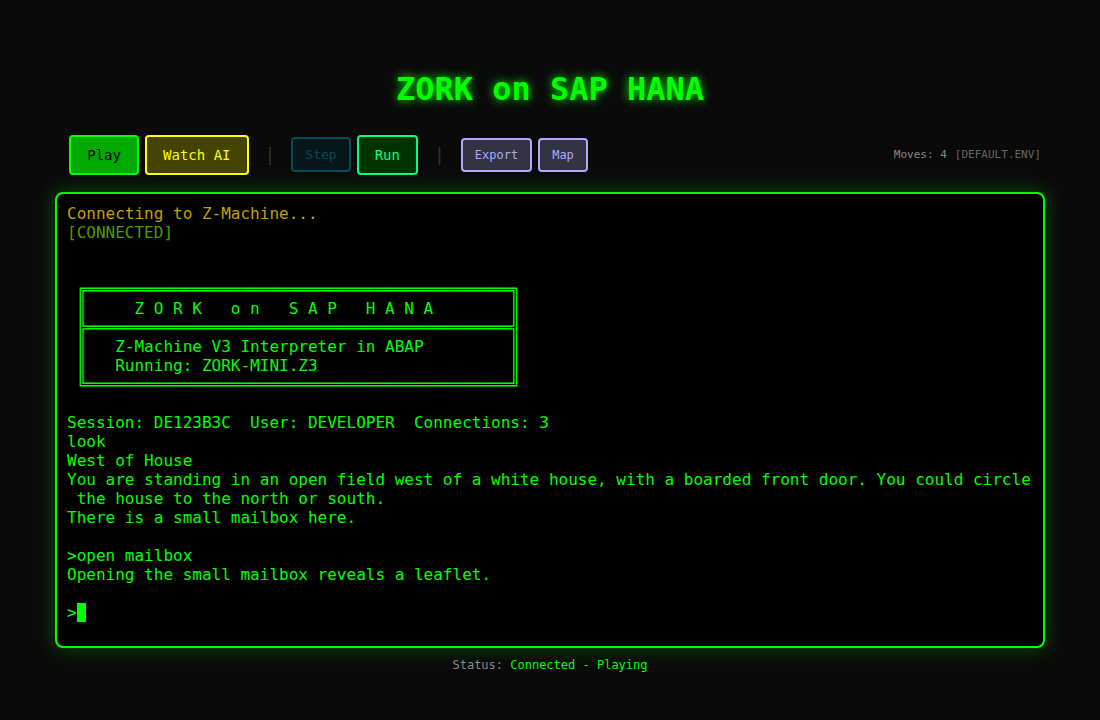 ZORK on SAP HANA
Play Watch AI | Step Run | Export Map Moves: 4 [DEFAULT.ENV]
Connecting to Z-Machine...
[CONNECTED]
Z O R K   o n   S A P   H A N A
Z-Machine V3 Interpreter in ABAP
Running: ZORK-MINI.Z3
Session: DE123B3C  User: DEVELOPER  Connections: 3
look
West of House
You are standing in an open field west of a white house, with a boarded front door. You could circle
the house to the north or south.
There is a small mailbox here.
>open mailbox
Opening the small mailbox reveals a leaflet.
>
Status: Connected - Playing